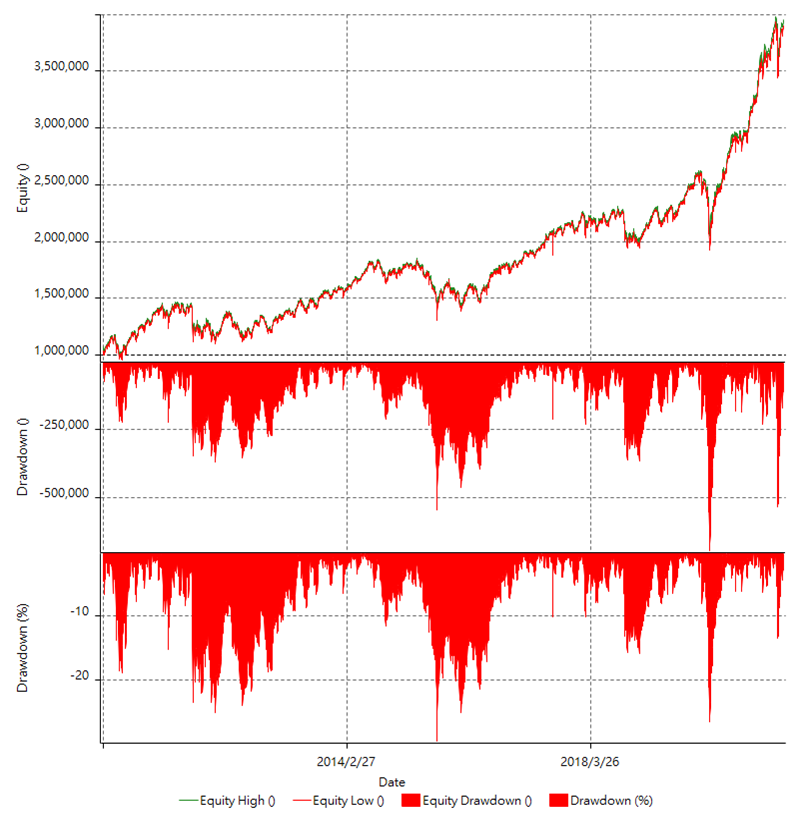 3,500,000
3,000,000
2,500,000
2,000,000
1,500,000
1,000,000
Equity ()
-250,000
-500,000
Drawdown ()
-10
-20
Drawdown (%)
2014/2/27 2018/3/26
Date
Equity High () Equity Low () Equity Drawdown () Drawdown (%)